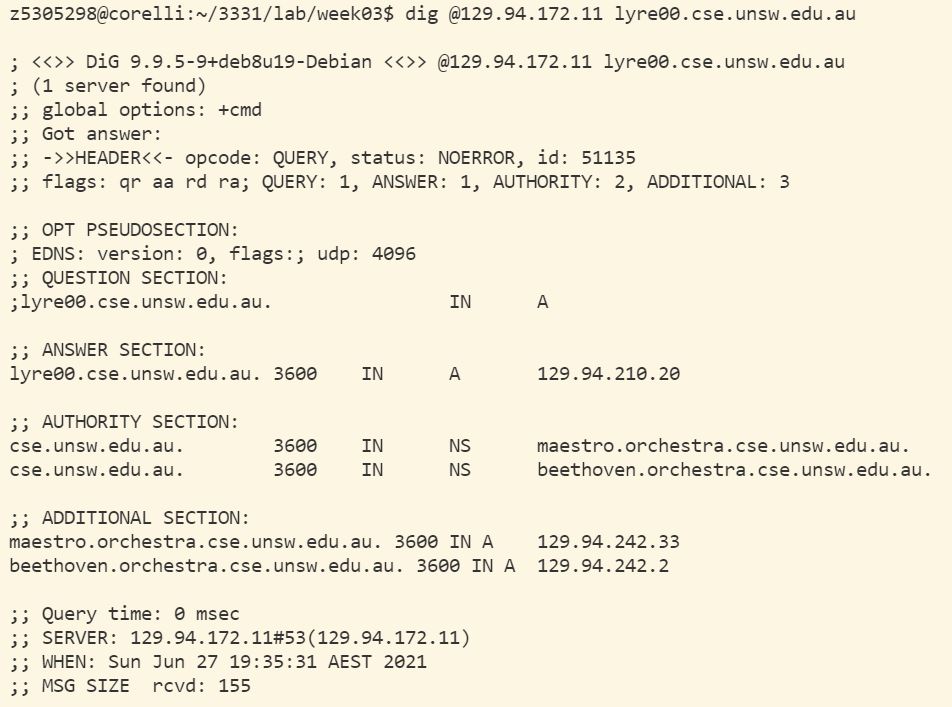 z5305298@corelli:~/3331/lab/week03$ dig @129.94.172.11 lyre00.cse.unsw.edu.au
; <<>> DiG 9.9.5-9+deb8u19-Debian <<>> @129.94.172.11 lyre00.cse.unsw.edu.au
; (1 server found)
;; global options: +cmd
;; Got answer:
;; ->>HEADER<<- opcode: QUERY, status: NOERROR, id: 51135
;; flags: qr aa rd ra; QUERY: 1, ANSWER: 1, AUTHORITY: 2, ADDITIONAL: 3
;; OPT PSEUDOSECTION:
; EDNS: version: 0, flags:; udp: 4096
;; QUESTION SECTION:
;lyre00.cse.unsw.edu.au. IN A
;; ANSWER SECTION:
lyre00.cse.unsw.edu.au. 3600 IN A 129.94.210.20
;; AUTHORITY SECTION:
cse.unsw.edu.au. 3600 IN NS maestro.orchestra.cse.unsw.edu.au.
cse.unsw.edu.au. 3600 IN NS beethoven.orchestra.cse.unsw.edu.au.
;; ADDITIONAL SECTION:
maestro.orchestra.cse.unsw.edu.au. 3600 IN A 129.94.242.33
beethoven.orchestra.cse.unsw.edu.au. 3600 IN A 129.94.242.2
;; Query time: 0 msec
;; SERVER: 129.94.172.11#53(129.94.172.11)
;; WHEN: Sun Jun 27 19:35:31 AEST 2021
;; MSG SIZE rcvd: 155